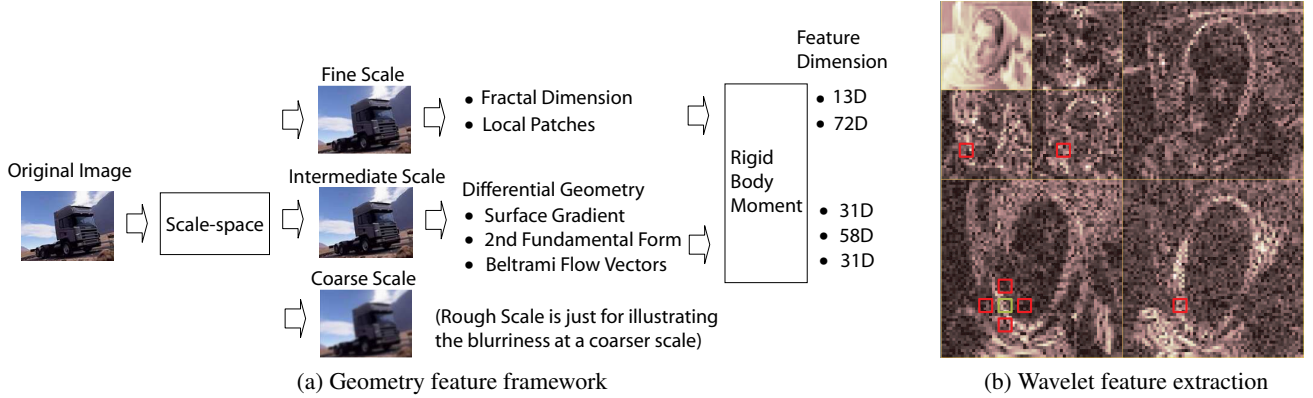 Original Image
Scale-space
Fine Scale
• Fractal Dimension
• Local Patches
Intermediate Scale
Differential Geometry
• Surface Gradient
• 2nd Fundamental Form
• Beltrami Flow Vectors
Coarse Scale
(Rough Scale is just for illustrating
the blurriness at a coarser scale)
Rigid
Body
Moment
Feature
Dimension
• 13D
• 72D
• 31D
• 58D
• 31D
(a) Geometry feature framework
(b) Wavelet feature extraction